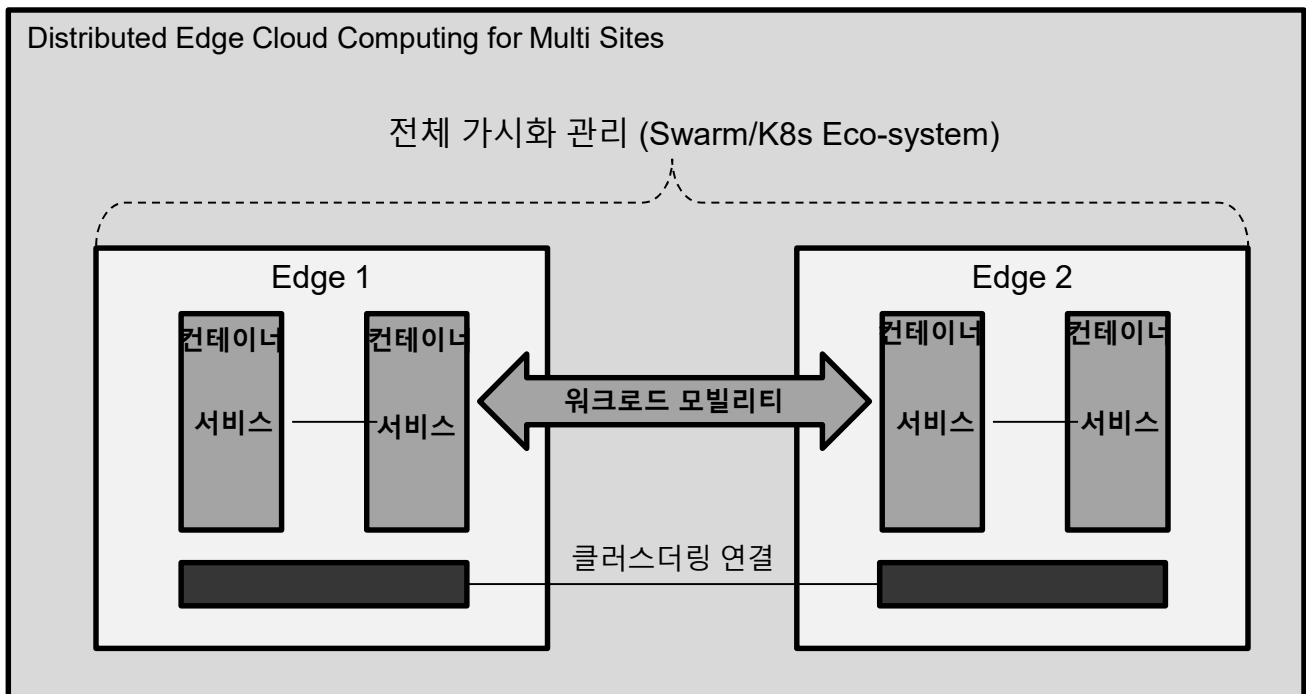 Distributed Edge Cloud Computing for Multi Sites
전체 가시화 관리 (Swarm/K8s Eco-system)
Edge 1
Edge 2
컨테이너
컨테이너
컨테이너
컨테이너
서비스
서비스
워크로드 모빌리티
서비스
서비스
클러스더링 연결